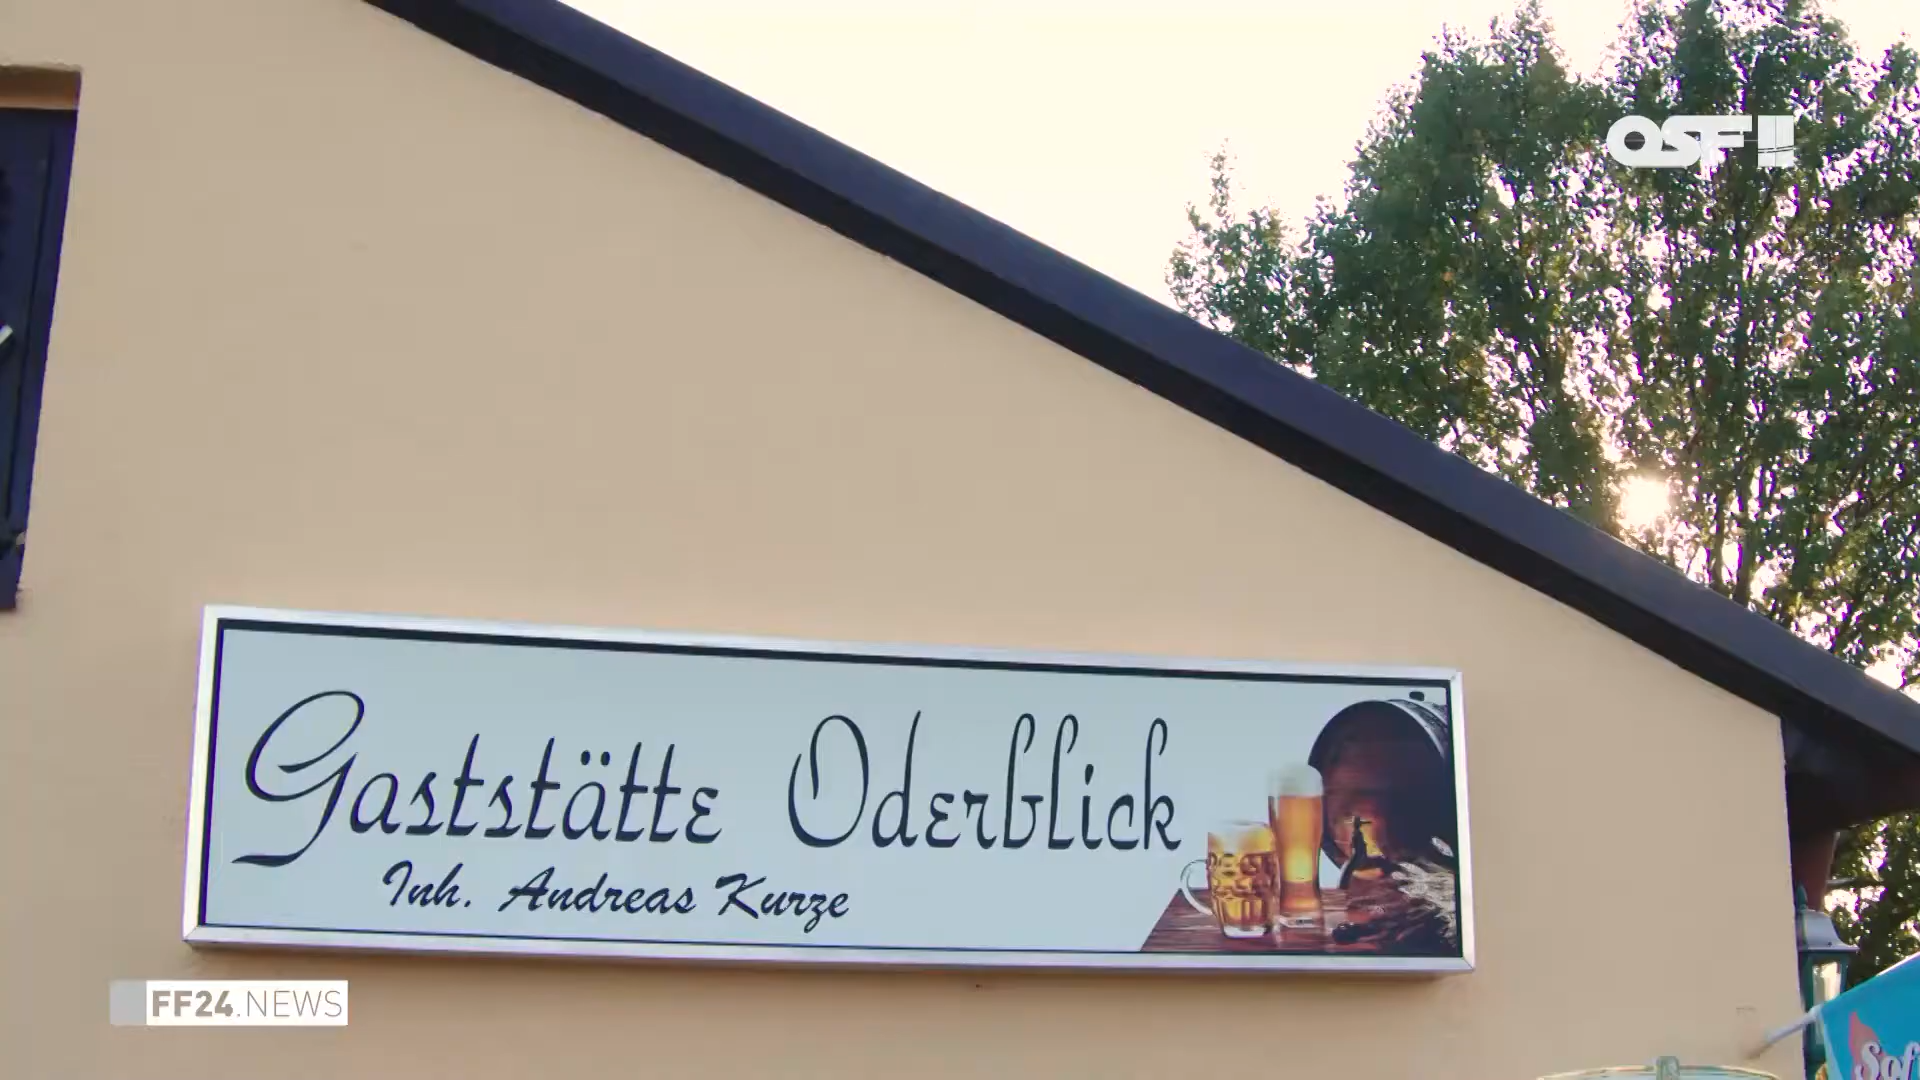 OSF
Gaststätte Oderblick
Inh. Andreas Kurze
FF24.NEWS